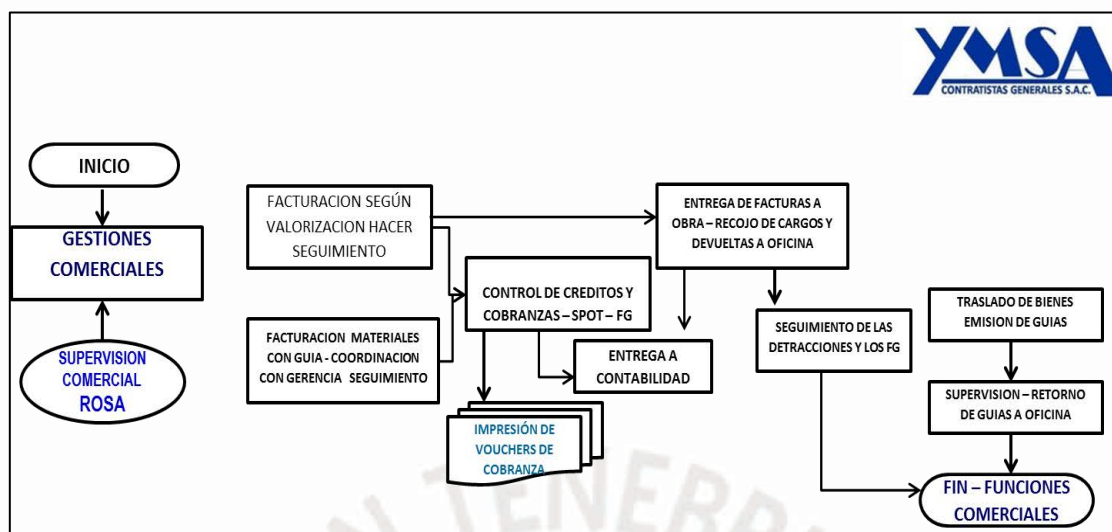 YMSA
CONTRATISTAS GENERALES S.A.C.
INICIO
GESTIONES
COMERCIALES
SUPERVISION
COMERCIAL
ROSA
FACTURACION SEGÚN
VALORIZACION HACER
SEGUIMIENTO
FACTURACION MATERIALES
CON GUIA - COORDINACION
CON GERENCIA SEGUIMIENTO
CONTROL DE CREDITOS Y
COBRANZAS – SPOT – FG
IMPRESIÓN DE
VOUCHERS DE
COBRANZA
ENTREGA A
CONTABILIDAD
ENTREGA DE FACTURAS A
OBRA – RECOJO DE CARGOS Y
DEVUELTAS A OFICINA
SEGUIMIENTO DE LAS
DETRACCIONES Y LOS FG
TRASLADO DE BIENES
EMISION DE GUIAS
SUPERVISION – RETORNO
DE GUIAS A OFICINA
FIN – FUNCIONES
COMERCIALES